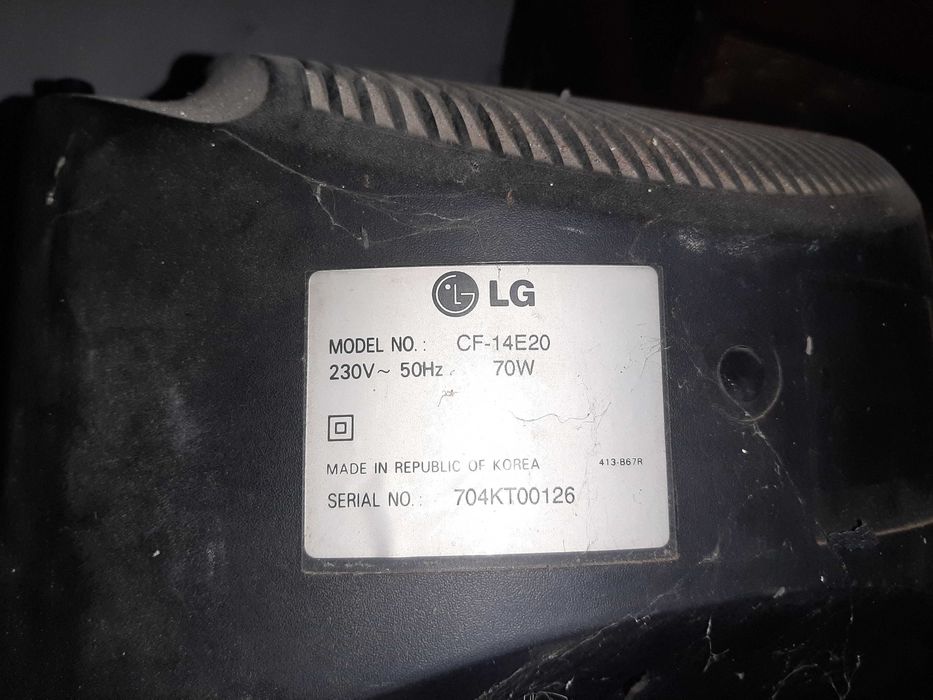 LG
MODEL NO. : CF-14E20
230V~ 50Hz 70W
MADE IN REPUBLIC OF KOREA 413-B67R
SERIAL NO. : 704KT00126